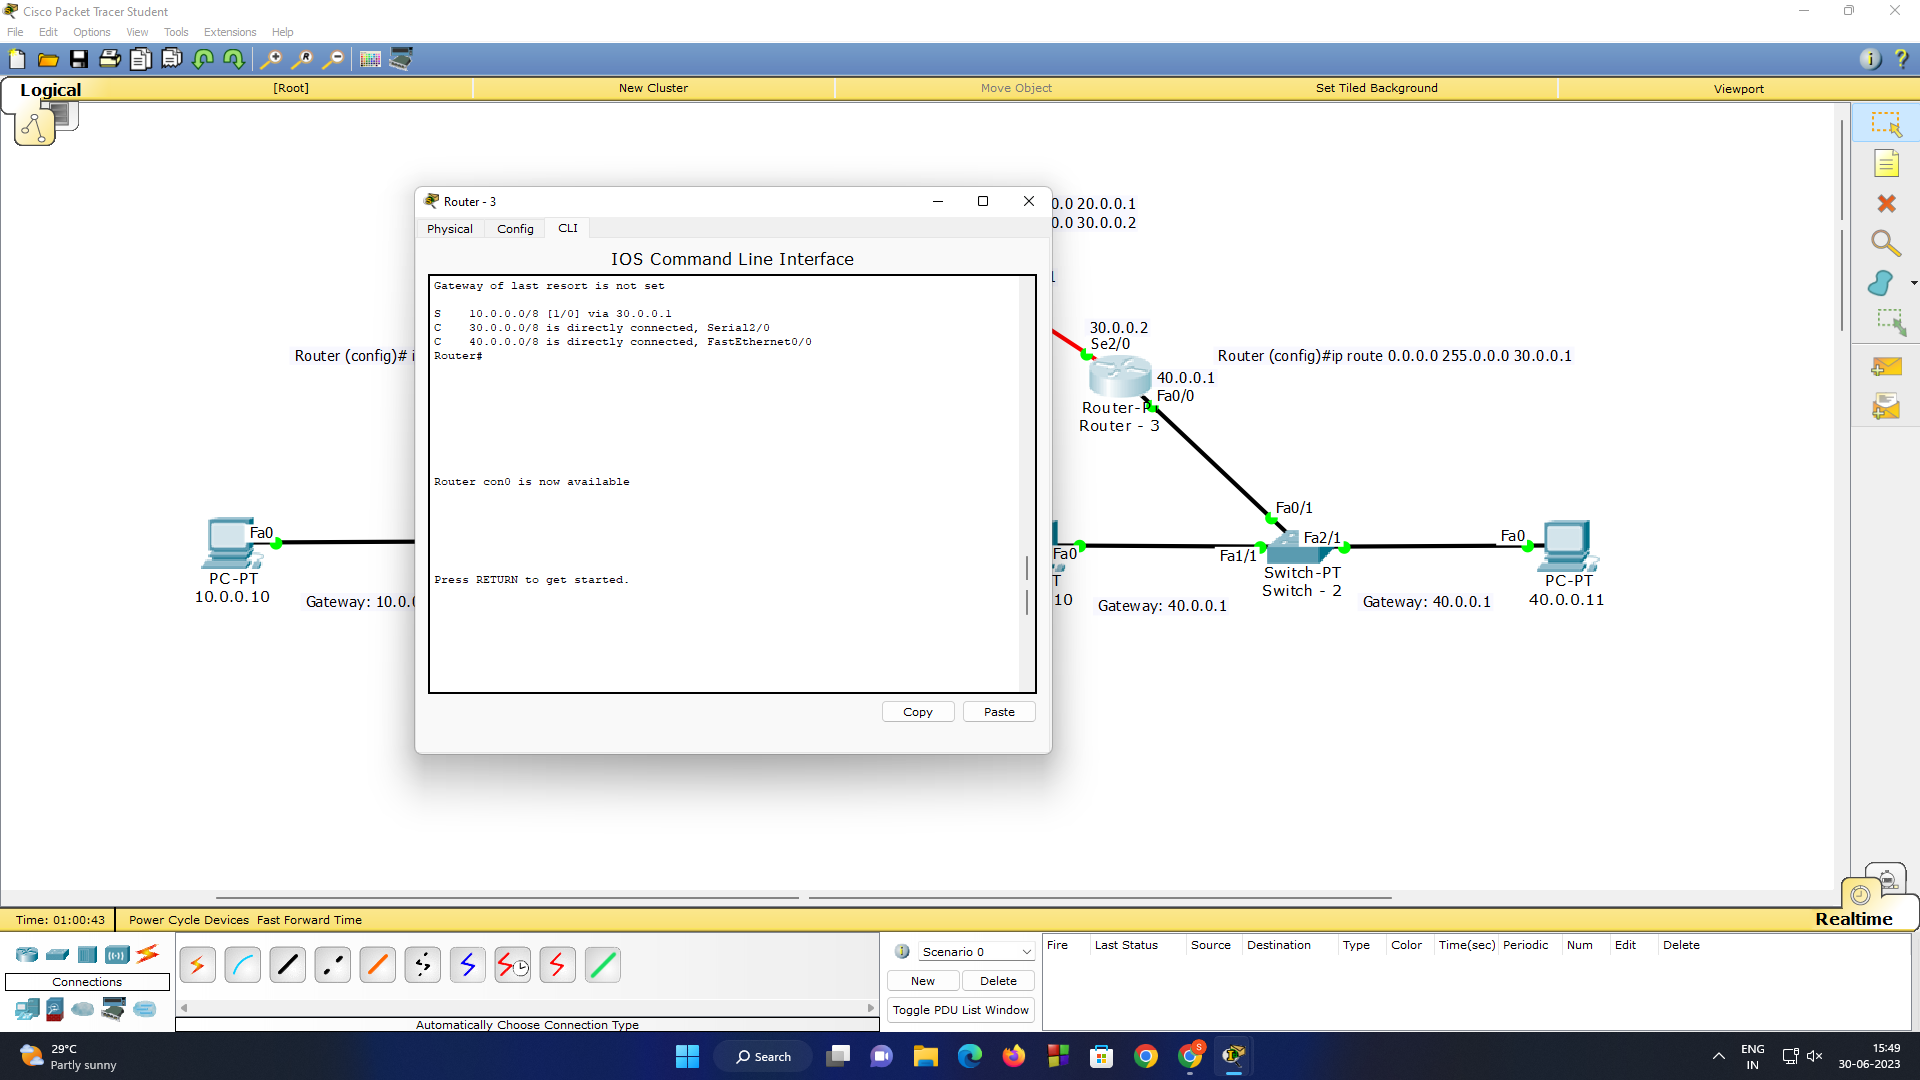 Cisco Packet Tracer Student
File Edit Options View Tools Extensions Help
Logical [Root] New Cluster Move Object Set Tiled Background Viewport
Router - 3
Physical Config CLI
IOS Command Line Interface
Gateway of last resort is not set
S 10.0.0.0/8 [1/0] via 30.0.0.1
C 30.0.0.0/8 is directly connected, Serial2/0
C 40.0.0.0/8 is directly connected, FastEthernet0/0
Router#
Router con0 is now available
Press RETURN to get started.
Copy Paste
0.0 20.0.0.1
0.0 30.0.0.2
30.0.0.2
Se2/0
Router (config)# i
Router (config)#ip route 0.0.0.0 255.0.0.0 30.0.0.1
40.0.0.1
Fa0/0
Router-P
Router - 3
Fa0
PC-PT
10.0.0.10
Gateway: 10.0.0
Fa0
T
10
Gateway: 40.0.0.1
Fa0/1
Fa2/1
Fa1/1
Switch-PT
Switch - 2
Gateway: 40.0.0.1
Fa0
PC-PT
40.0.0.11
Time: 01:00:43 Power Cycle Devices Fast Forward Time
Realtime
Connections
Automatically Choose Connection Type
Scenario 0
New Delete
Toggle PDU List Window
Fire Last Status Source Destination Type Color Time(sec) Periodic Num Edit Delete
29°C
Partly sunny
Search
S
ENG
IN
15:49
30-06-2023